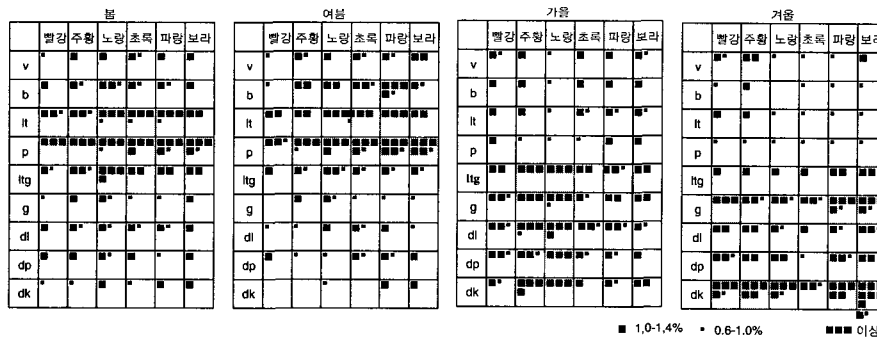 봄 여름 가을 겨울
빨강 주황 노랑 초록 파랑 보라 빨강 주황 노랑 초록 파랑 보라 빨강 주황 노랑 초록 파랑 보라 빨강 주황 노랑 초록 파랑 보라
v v v v
b b b b
lt lt lt lt
p p p p
ltg ltg ltg ltg
g g g g
dl dl dl dl
dp dp dp dp
dk dk dk dk
1,0-1,4% 0.6-1.0% 이상